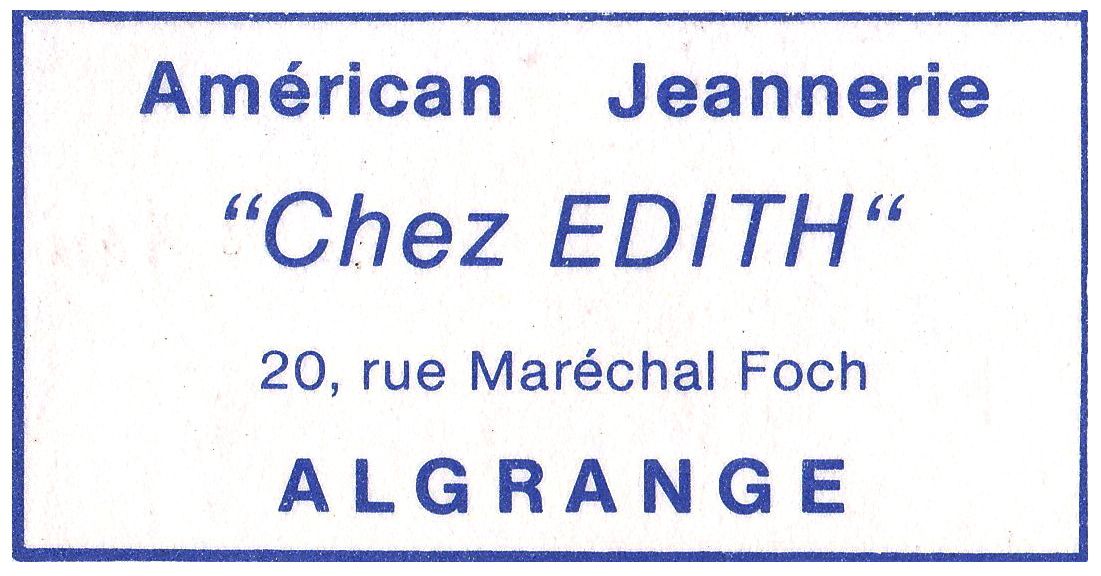 Américan Jeannerie
“Chez EDITH“
20, rue Maréchal Foch
ALGRANGE